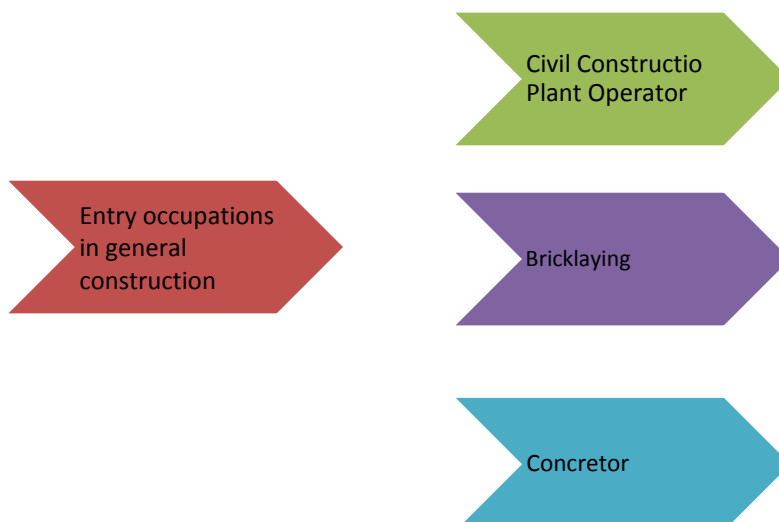 Civil Constructio
Plant Operator
Entry occupations
in general
construction
Bricklaying
Concretor